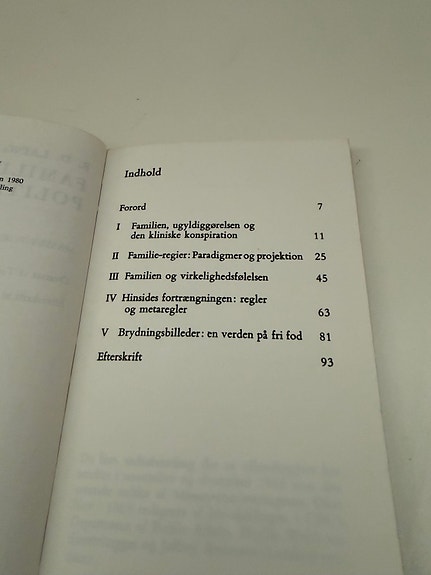 n 1980
ling
Indhold
Forord 7
I Familien, ugyldiggørelsen og
den kliniske konspiration 11
II Familie-regier: Paradigmer og projektion 25
III Familien og virkelighedsfølelsen 45
IV Hinsides fortrængningen: regler
og metaregler 63
V Brydningsbilleder: en verden på fri fod 81
Efterskrift 93